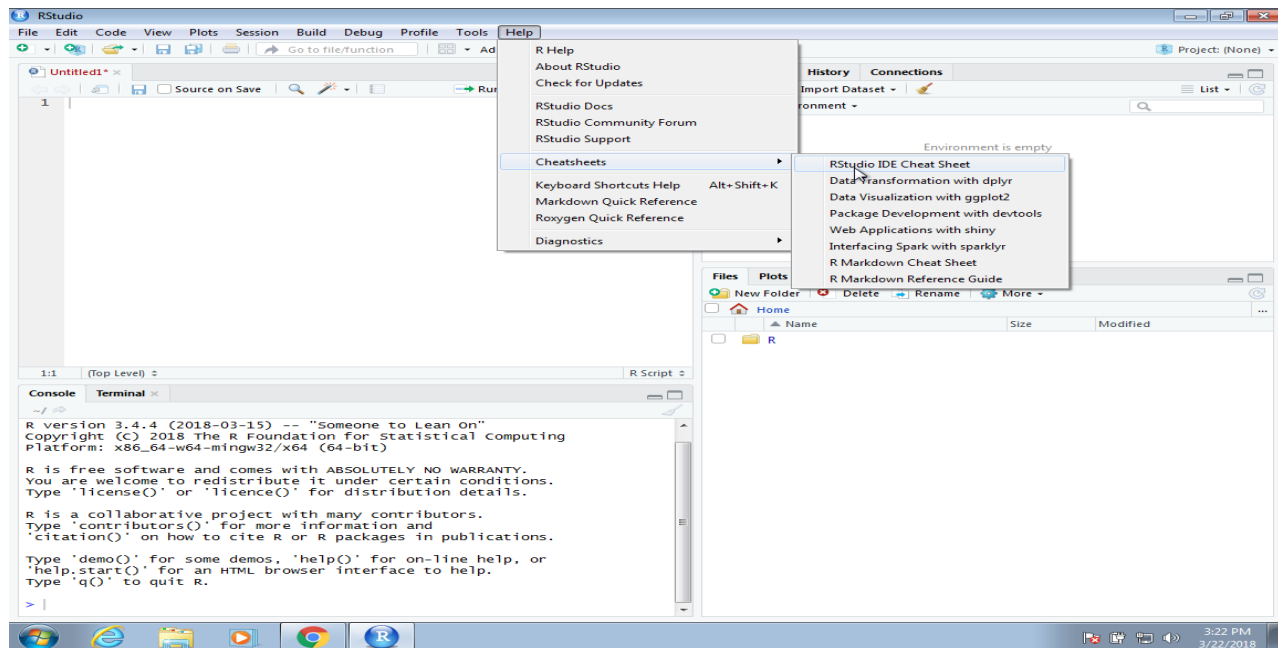 RStudio
File Edit Code View Plots Session Build Debug Profile Tools Help
Go to file/function Ad
Project: (None)
R Help
About RStudio
Check for Updates
RStudio Docs
RStudio Community Forum
RStudio Support
Cheatsheets
Keyboard Shortcuts Help Alt+Shift+K
Markdown Quick Reference
Roxygen Quick Reference
Diagnostics
RStudio IDE Cheat Sheet
Data Transformation with dplyr
Data Visualization with ggplot2
Package Development with devtools
Web Applications with shiny
Interfacing Spark with sparklyr
R Markdown Cheat Sheet
R Markdown Reference Guide
Untitled1*
Source on Save Run
1
1:1 (Top Level) R Script
History Connections
Import Dataset List
ronment
Environment is empty
Files Plots
New Folder Delete Rename More
Home
Name Size Modified
R
Console Terminal
~/
R version 3.4.4 (2018-03-15) -- "Someone to Lean On"
Copyright (C) 2018 The R Foundation for Statistical Computing
Platform: x86_64-w64-mingw32/x64 (64-bit)
R is free software and comes with ABSOLUTELY NO WARRANTY.
You are welcome to redistribute it under certain conditions.
Type 'license()' or 'licence()' for distribution details.
R is a collaborative project with many contributors.
Type 'contributors()' for more information and
'citation()' on how to cite R or R packages in publications.
Type 'demo()' for some demos, 'help()' for on-line help, or
'help.start()' for an HTML browser interface to help.
Type 'q()' to quit R.
>
3:22 PM
3/22/2018